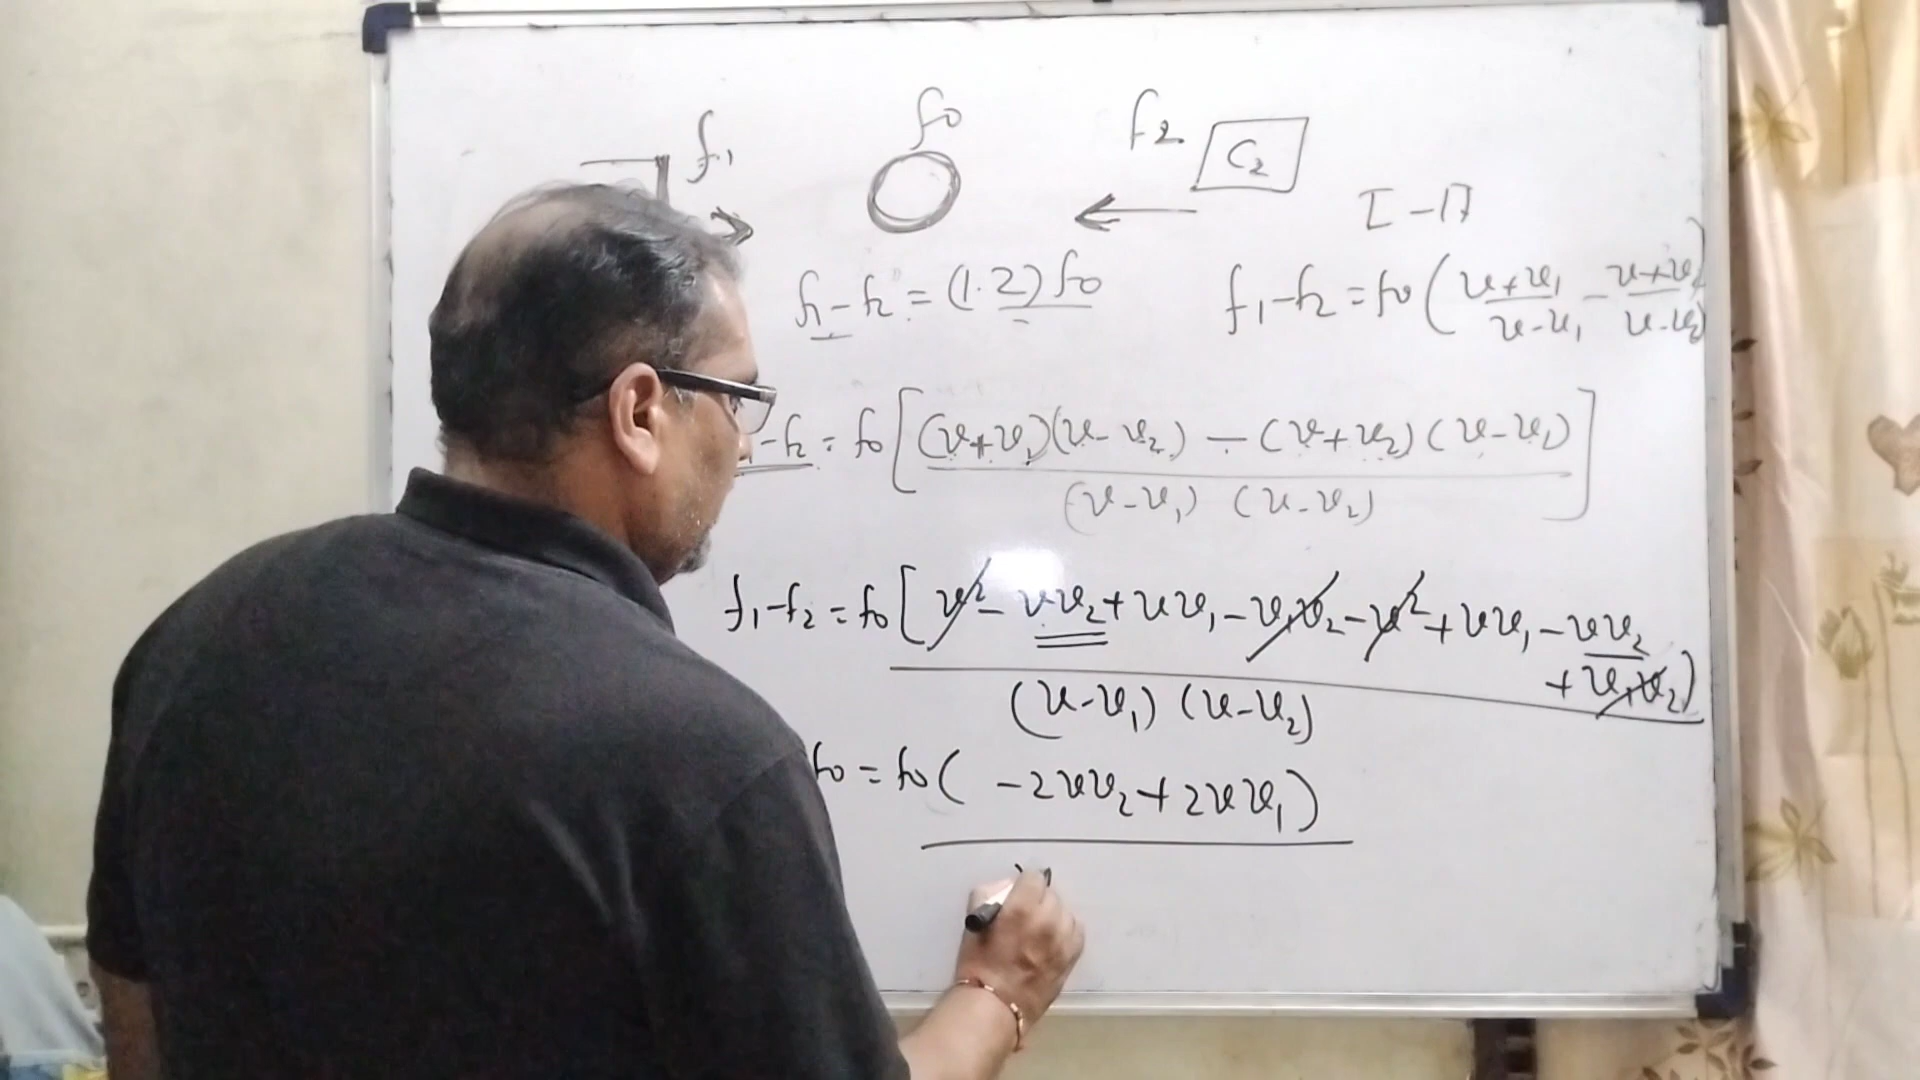 f₁ f₀ f₂ C₂
I - 17
f₁ - f₂ = (1.2) f₀
f₁ - f₂ = f₀ ( v + v₁ / v - v₁ - v + v₂ / v - v₂ )
- f₂ = f₀ [ (v + v₁)(v - v₂) - (v + v₂)(v - v₁) / (v - v₁) (v - v₂) ]
f₁ - f₂ = f₀ [ v² - vv₂ + vv₁ - v₁v₂ - v² + vv₁ - vv₂
+ v₁v₂ )
(v - v₁) (v - v₂)
f₀ = f₀ ( - 2vv₂ + 2vv₁ )